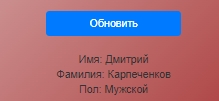 Обновить
Имя: Дмитрий
Фамилия: Карпеченков
Пол: Мужской